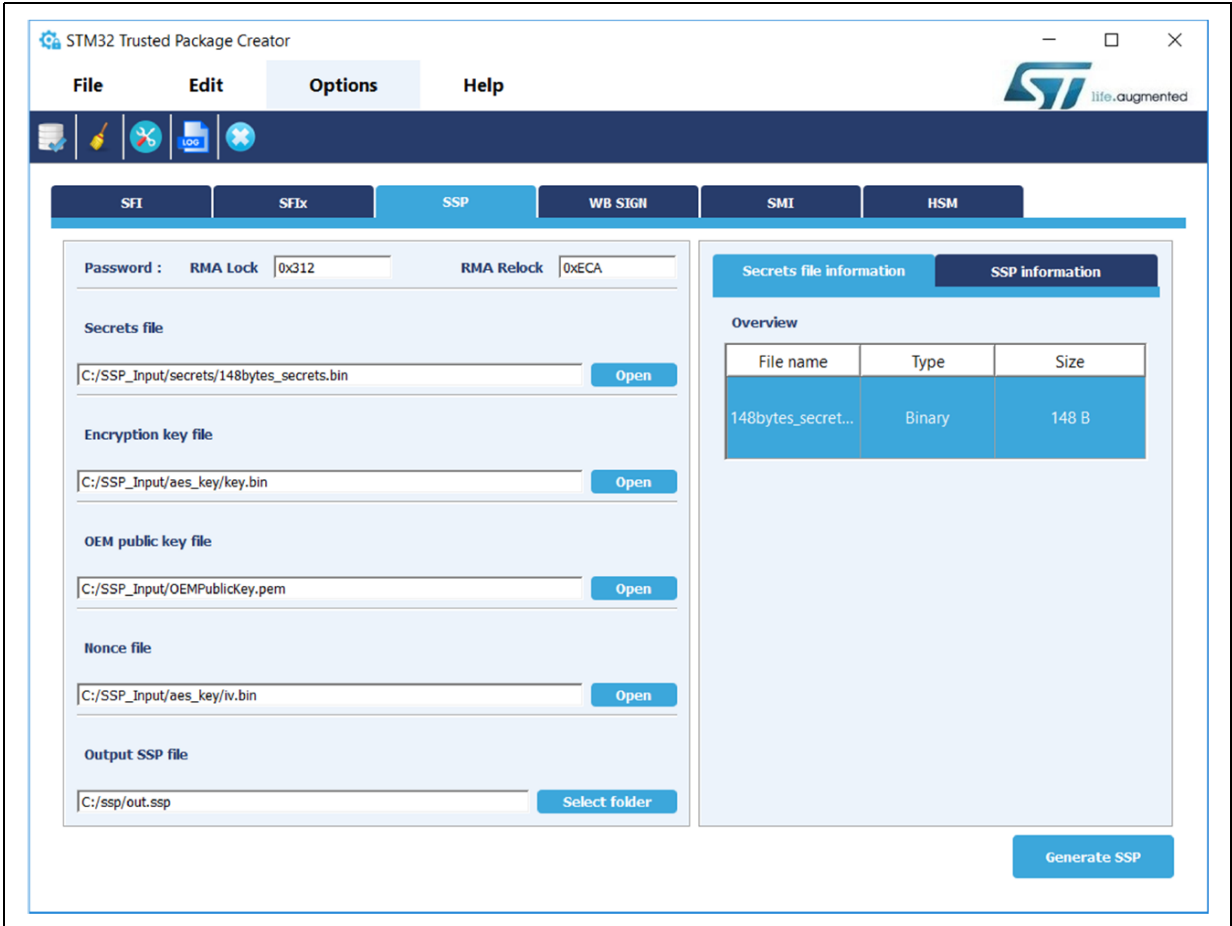 STM32 Trusted Package Creator
File Edit Options Help
ST life.augmented
LOG
SFI SFIx SSP WB SIGN SMI HSM
Password : RMA Lock 0x312 RMA Relock 0xECA
Secrets file
C:/SSP_Input/secrets/148bytes_secrets.bin Open
Encryption key file
C:/SSP_Input/aes_key/key.bin Open
OEM public key file
C:/SSP_Input/OEMPublicKey.pem Open
Nonce file
C:/SSP_Input/aes_key/iv.bin Open
Output SSP file
C:/ssp/out.ssp Select folder
Secrets file information SSP information
Overview
File name Type Size
148bytes_secret... Binary 148 B
Generate SSP